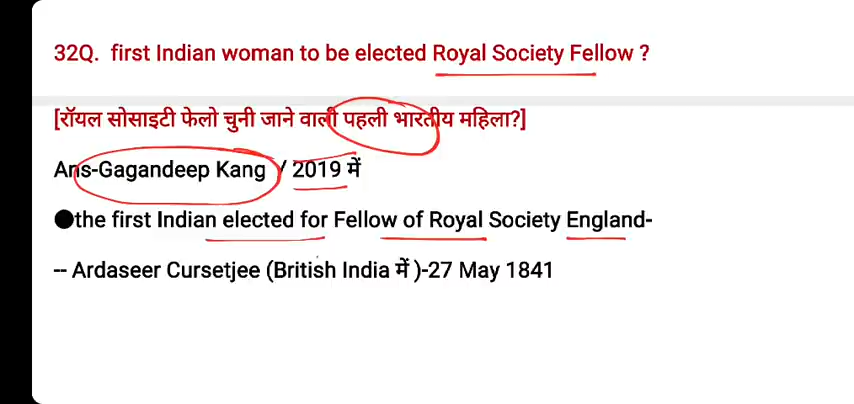 32Q. first Indian woman to be elected Royal Society Fellow ?
[रॉयल सोसाइटी फेलो चुनी जाने वाली पहली भारतीय महिला?]
Ans-Gagandeep Kang / 2019 में
●the first Indian elected for Fellow of Royal Society England-
-- Ardaseer Cursetjee (British India में )-27 May 1841